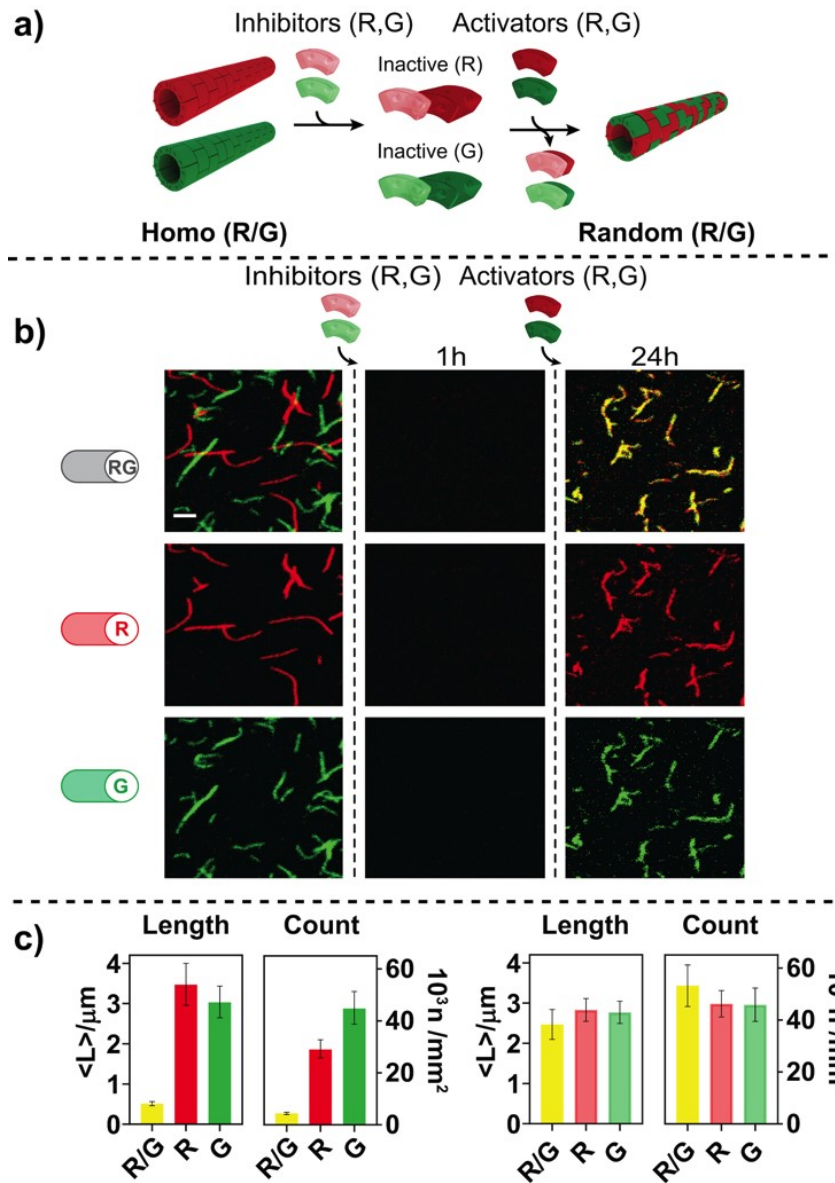 a)
Inhibitors (R,G) Activators (R,G)
Inactive (R)
Inactive (G)
Homo (R/G) Random (R/G)
Inhibitors (R,G) Activators (R,G)
b)
1h 24h
RG
R
G
c)
Length Count Length Count
<L>/μm
4
3
2
1
0
R/G R G
60
40
20
0
10³n /mm²
R/G R G
<L>/μm
4
3
2
1
0
R/G R G
60
40
20
0
R/G R G